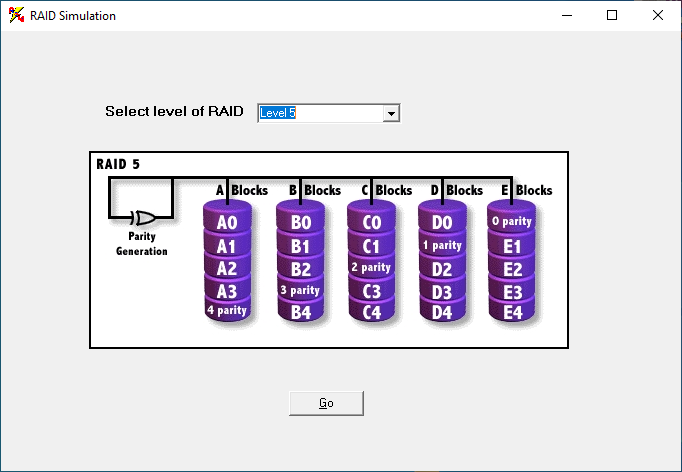 RAID Simulation
Select level of RAID Level 5
RAID 5
A Blocks B Blocks C Blocks D Blocks E Blocks
A0 B0 C0 D0 0 parity
Parity
Generation
A1 B1 C1 1 parity E1
A2 B2 2 parity D2 E2
A3 3 parity C3 D3 E3
4 parity B4 C4 D4 E4
Go